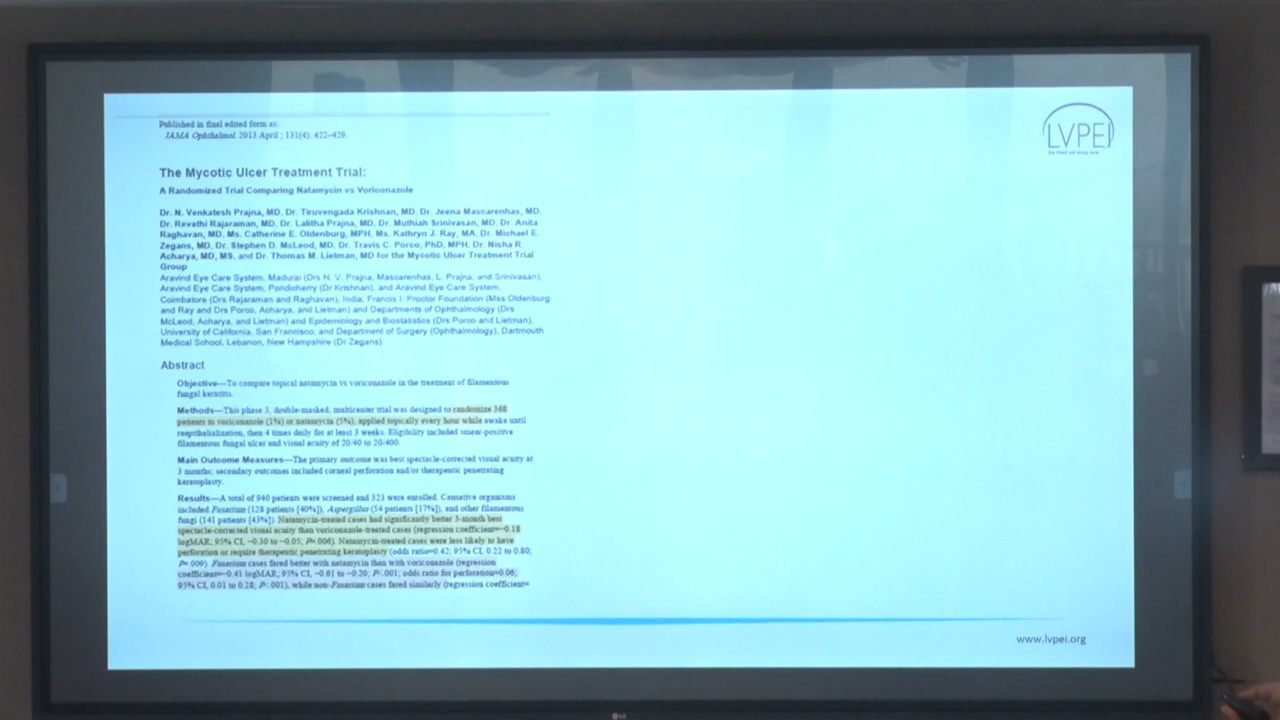 Published in final edited form as:
JAMA Ophthalmol. 2013 April ; 131(4): 422–429.
LVPEI
So that all may see
The Mycotic Ulcer Treatment Trial:
A Randomized Trial Comparing Natamycin vs Voriconazole
Dr. N. Venkatesh Prajna, MD, Dr. Tiruvengada Krishnan, MD, Dr. Jeena Mascarenhas, MD,
Dr. Revathi Rajaraman, MD, Dr. Lalitha Prajna, MD, Dr. Muthiah Srinivasan, MD, Dr. Anita
Raghavan, MD, Ms. Catherine E. Oldenburg, MPH, Ms. Kathryn J. Ray, MA, Dr. Michael E.
Zegans, MD, Dr. Stephen D. McLeod, MD, Dr. Travis C. Porco, PhD, MPH, Dr. Nisha R.
Acharya, MD, MS, and Dr. Thomas M. Lietman, MD for the Mycotic Ulcer Treatment Trial
Group
Aravind Eye Care System, Madurai (Drs N. V. Prajna, Mascarenhas, L. Prajna, and Srinivasan),
Aravind Eye Care System, Pondicherry (Dr Krishnan), and Aravind Eye Care System,
Coimbatore (Drs Rajaraman and Raghavan), India; Francis I. Proctor Foundation (Mss Oldenburg
and Ray and Drs Porco, Acharya, and Lietman) and Departments of Ophthalmology (Drs
McLeod, Acharya, and Lietman) and Epidemiology and Biostatistics (Drs Porco and Lietman),
University of California, San Francisco; and Department of Surgery (Ophthalmology), Dartmouth
Medical School, Lebanon, New Hampshire (Dr Zegans)
Abstract
Objective—To compare topical natamycin vs voriconazole in the treatment of filamentous
fungal keratitis.
Methods—This phase 3, double-masked, multicenter trial was designed to randomize 368
patients to voriconazole (1%) or natamycin (5%), applied topically every hour while awake until
reepithelialization, then 4 times daily for at least 3 weeks. Eligibility included smear-positive
filamentous fungal ulcer and visual acuity of 20/40 to 20/400.
Main Outcome Measures—The primary outcome was best spectacle-corrected visual acuity at
3 months; secondary outcomes included corneal perforation and/or therapeutic penetrating
keratoplasty.
Results—A total of 940 patients were screened and 323 were enrolled. Causative organisms
included Fusarium (128 patients [40%]), Aspergillus (54 patients [17%]), and other filamentous
fungi (141 patients [43%]). Natamycin-treated cases had significantly better 3-month best
spectacle-corrected visual acuity than voriconazole-treated cases (regression coefficient=−0.18
logMAR; 95% CI, −0.30 to −0.05; P=.006). Natamycin-treated cases were less likely to have
perforation or require therapeutic penetrating keratoplasty (odds ratio=0.42; 95% CI, 0.22 to 0.80;
P=.009). Fusarium cases fared better with natamycin than with voriconazole (regression
coefficient=−0.41 logMAR; 95% CI, −0.61 to −0.20; P<.001; odds ratio for perforation=0.06;
95% CI, 0.01 to 0.28; P<.001), while non-Fusarium cases fared similarly (regression coefficient=
www.lvpei.org
LG